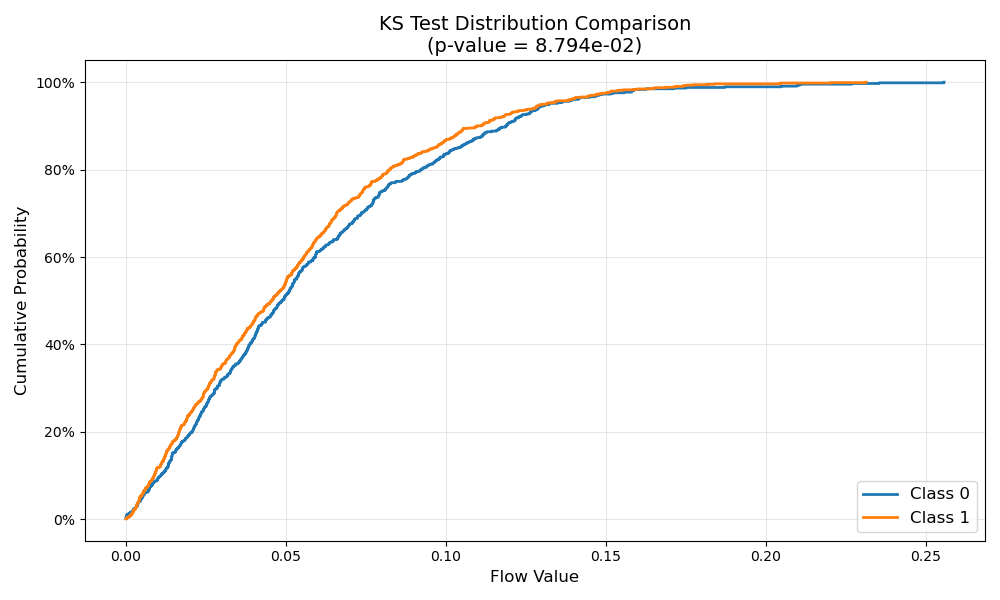 KS Test Distribution Comparison
(p-value = 8.794e-02)
Cumulative Probability
100%
80%
60%
40%
20%
0%
0.00
0.05
0.10
0.15
0.20
0.25
Flow Value
Class 0
Class 1